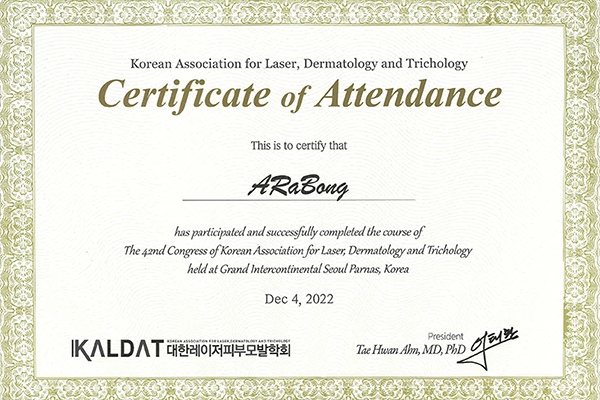 Korean Association for Laser, Dermatology and Trichology
Certificate of Attendance
This is to certify that
ARaBong
has participated and successfully completed the course of
The 42nd Congress of Korean Association for Laser, Dermatology and Trichology
held at Grand Intercontinental Seoul Parnas, Korea
Dec 4, 2022
KALDAT
KOREAN ASSOCIATION FOR LASER, DERMATOLOGY AND TRICHOLOGY
대한레이저피부모발학회
President
Tae Hwan Ahn, MD, PhD